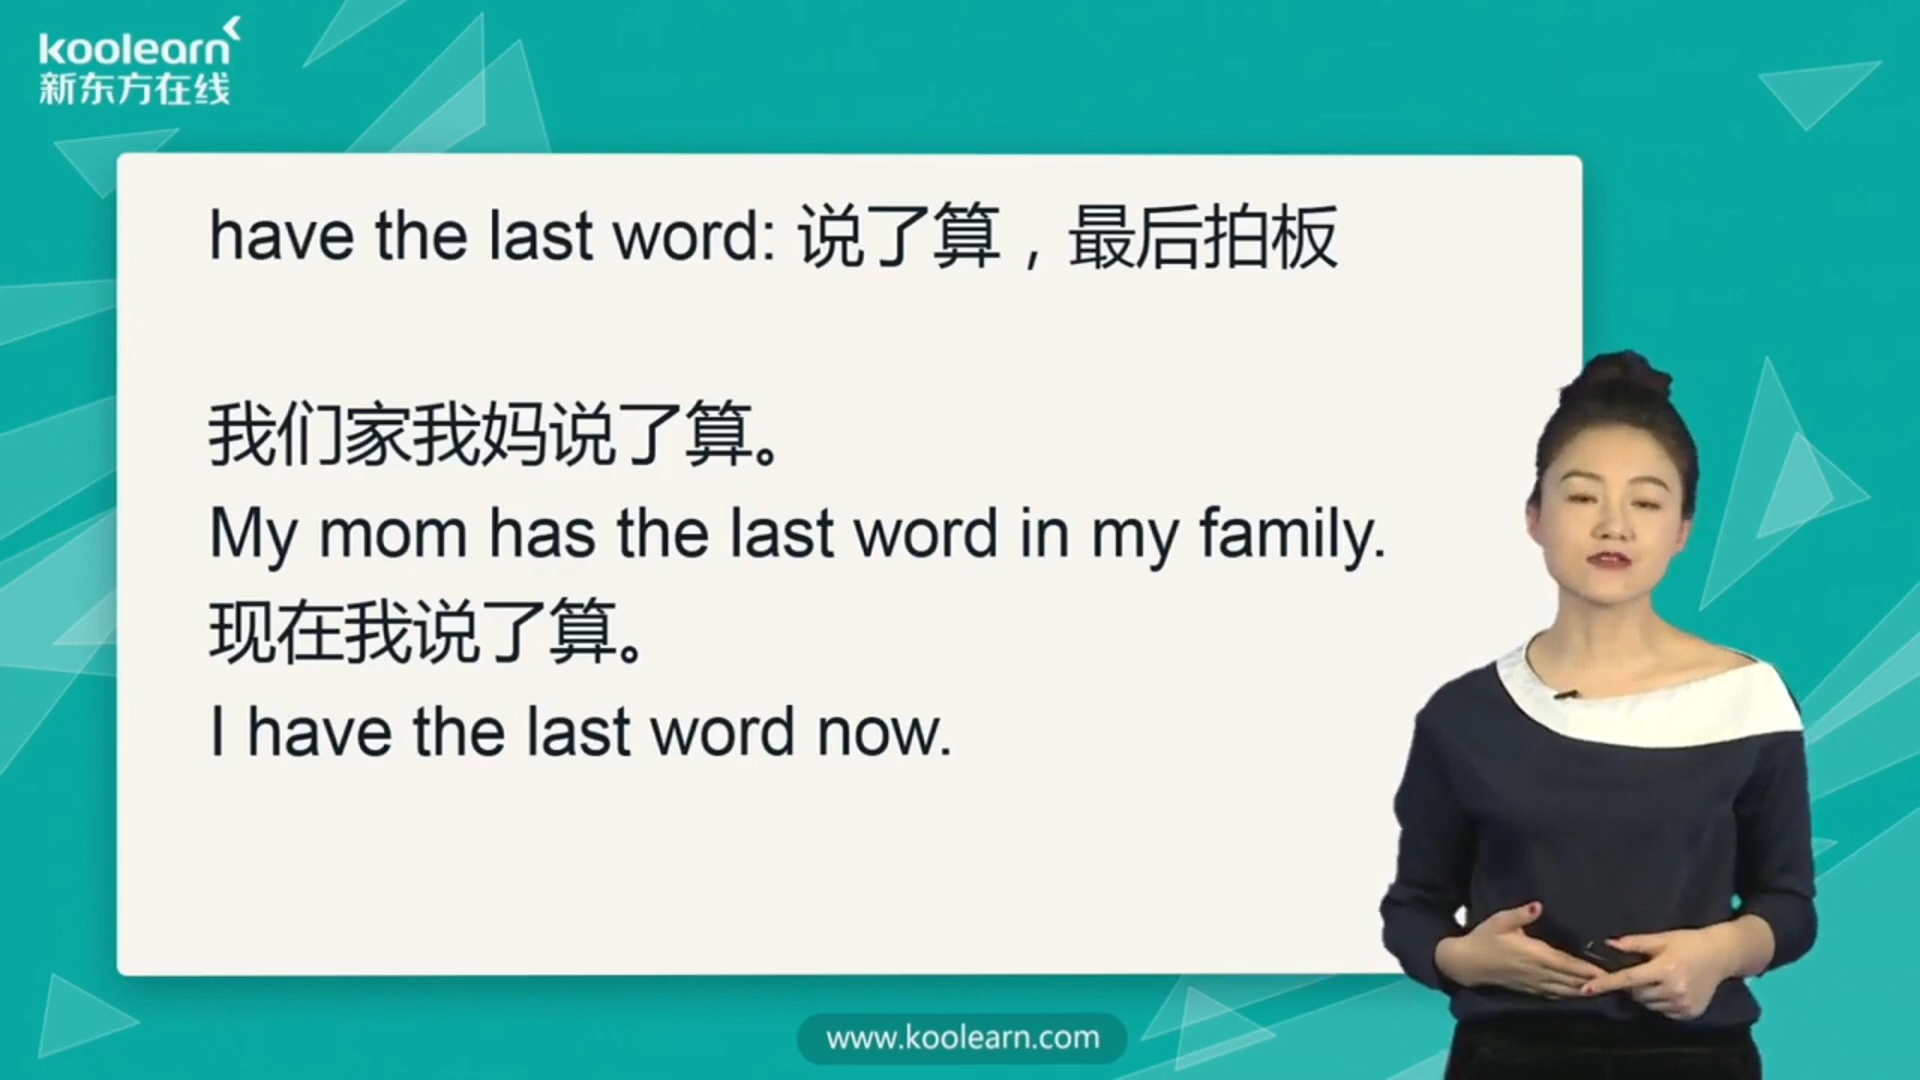 koolearn
新东方在线
have the last word: 说了算，最后拍板
我们家我妈说了算。
My mom has the last word in my family.
现在我说了算。
I have the last word now.
www.koolearn.com